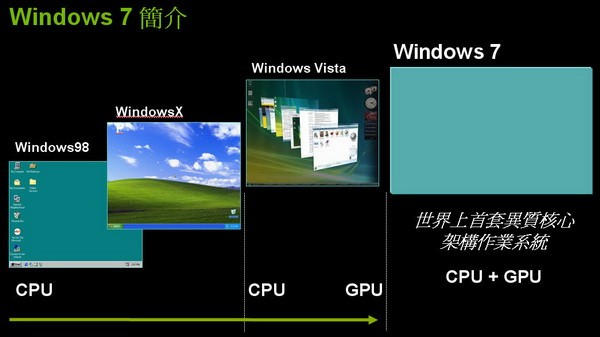 Windows 7 簡介
Windows 7
Windows Vista
WindowsX
Windows98
世界上首套異質核心
架構作業系統
CPU + GPU
CPU
CPU
GPU